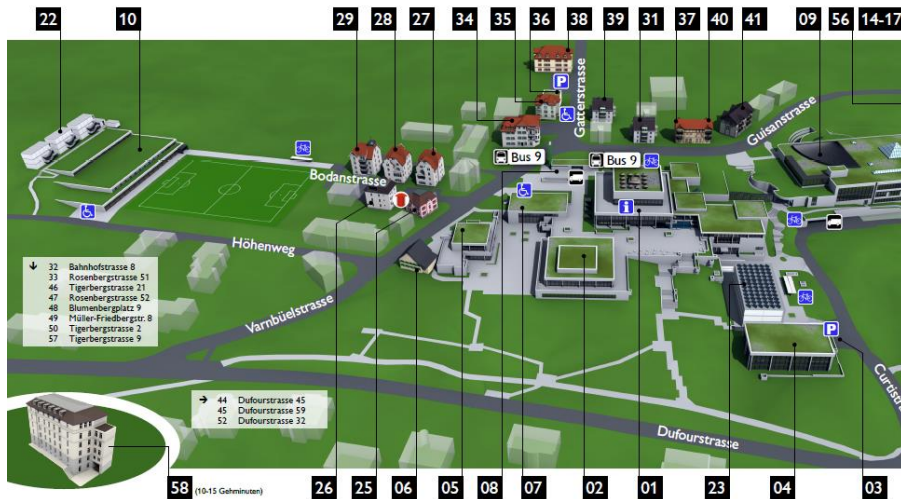 22 10 29 28 27 34 35 36 38 39 31 37 40 41 09 56 14-17
P
Gatterstrasse
Guisanstrasse
Bus 9
Bus 9
Bodanstrasse
i
Höhenweg
↓ 32 Bahnhofstrasse 8
33 Rosenbergstrasse 51
46 Tigerbergstrasse 21
47 Rosenbergstrasse 52
48 Blumenbergplatz 9
49 Müller-Friedbergstr. 8
50 Tigerbergstrasse 2
57 Tigerbergstrasse 9
Varnbüelstrasse
P
→ 44 Dufourstrasse 45
45 Dufourstrasse 59
52 Dufourstrasse 32
Curtistr
Dufourstrasse
58 (10-15 Gehminuten)
26 25 06 05 08 07 02 01 23 04 03